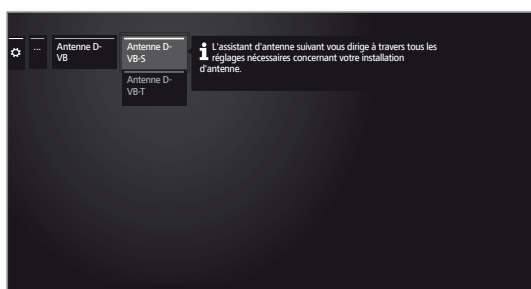 ...
Antenne D-
VB
Antenne D-
VB-S
Antenne D-
VB-T
L'assistant d'antenne suivant vous dirige à travers tous les
réglages nécessaires concernant votre installation
d'antenne.